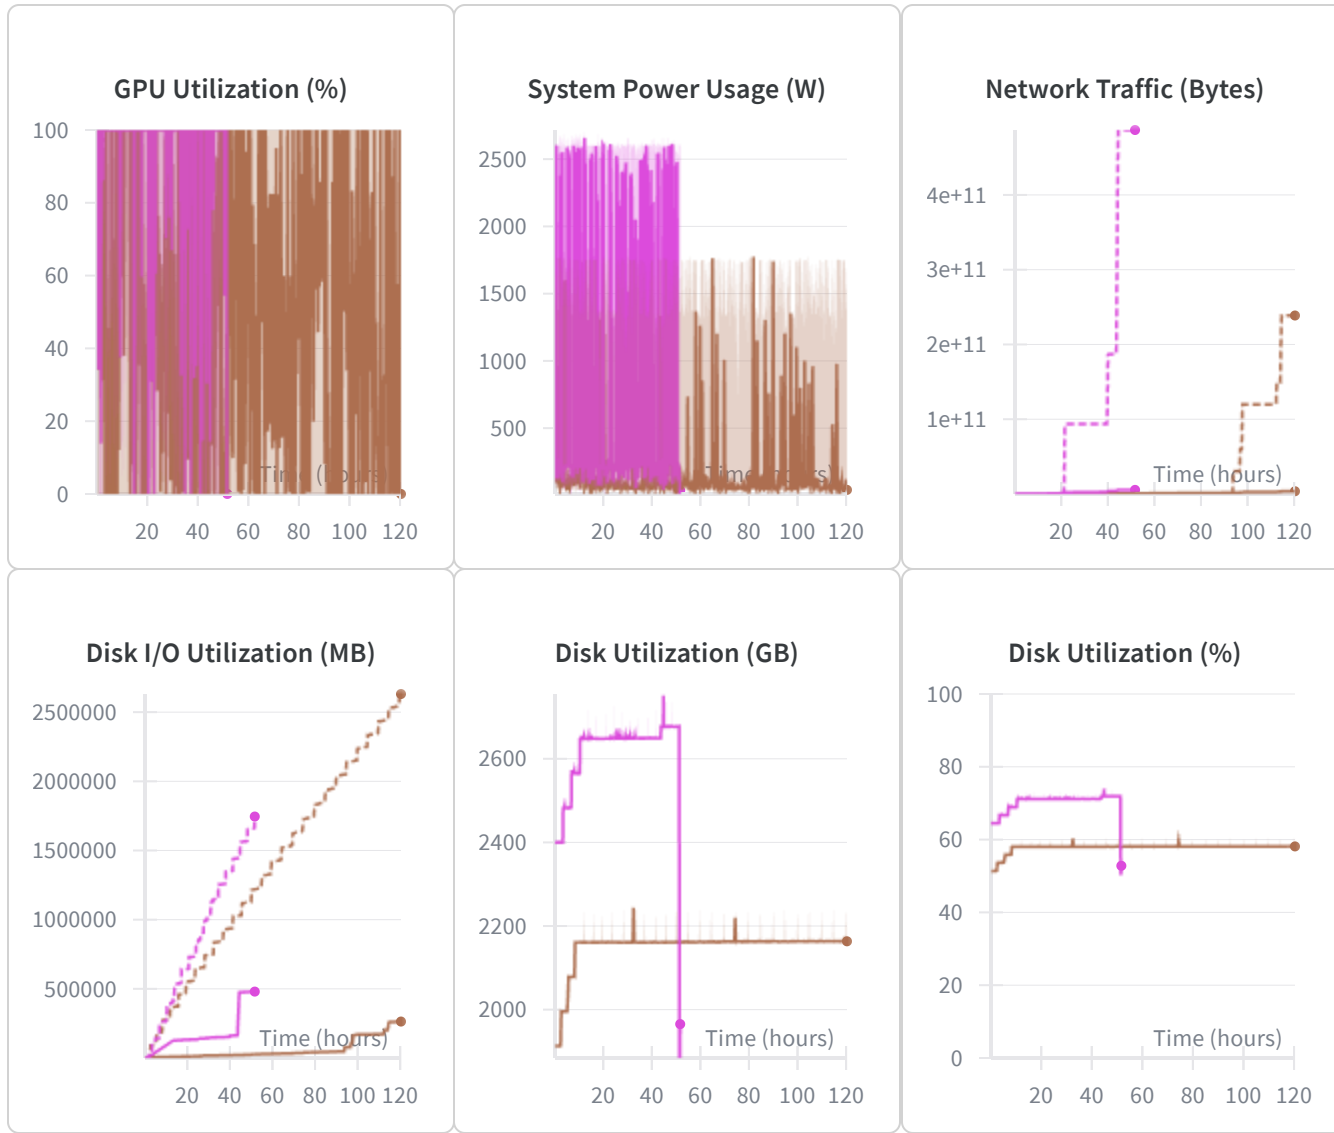 GPU Utilization (%)
100
80
60
40
20
0
Time (hours)
20 40 60 80 100 120
System Power Usage (W)
2500
2000
1500
1000
500
Time (hours)
20 40 60 80 100 120
Network Traffic (Bytes)
4e+11
3e+11
2e+11
1e+11
Time (hours)
20 40 60 80 100 120
Disk I/O Utilization (MB)
2500000
2000000
1500000
1000000
500000
Time (hours)
20 40 60 80 100 120
Disk Utilization (GB)
2600
2400
2200
2000
Time (hours)
20 40 60 80 100 120
Disk Utilization (%)
100
80
60
40
20
0
Time (hours)
20 40 60 80 100 120